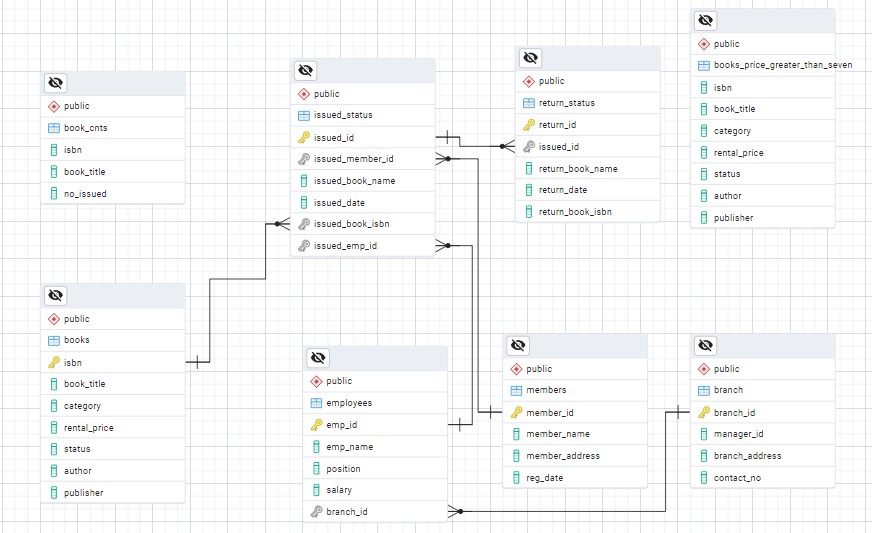 public
book_cnts
isbn
book_title
no_issued
public
issued_status
issued_id
issued_member_id
issued_book_name
issued_date
issued_book_isbn
issued_emp_id
public
return_status
return_id
issued_id
return_book_name
return_date
return_book_isbn
public
books_price_greater_than_seven
isbn
book_title
category
rental_price
status
author
publisher
public
books
isbn
book_title
category
rental_price
status
author
publisher
public
employees
emp_id
emp_name
position
salary
branch_id
public
members
member_id
member_name
member_address
reg_date
public
branch
branch_id
manager_id
branch_address
contact_no